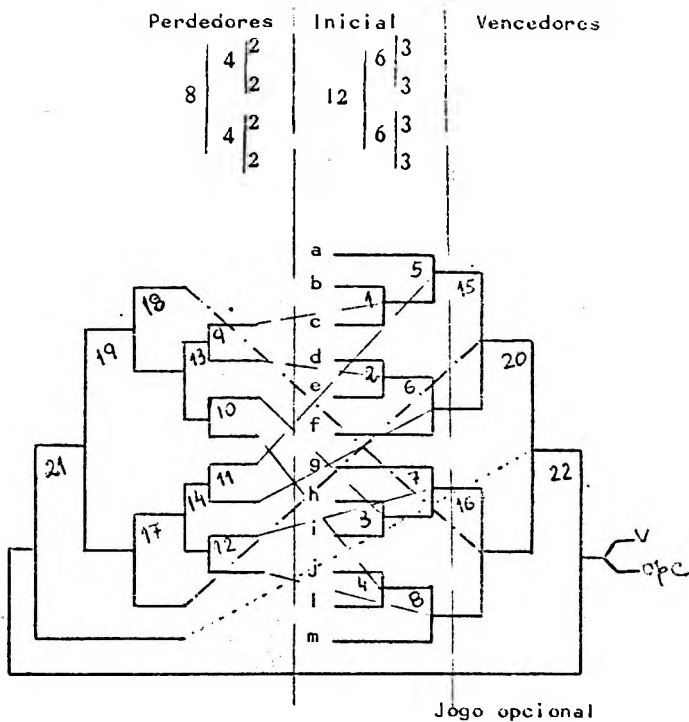 Perdedores Inicial Vencedores
2 3
4 6
2 3
8 12
2 3
4 6
2 3
a
5
b
18 15
1
9 c
d
19 13 2 20
e 6
10 f
g
21 11 7 22
h
14 16
i 3
17 12 V
j opc
4 8
l
m
Jogo opcional